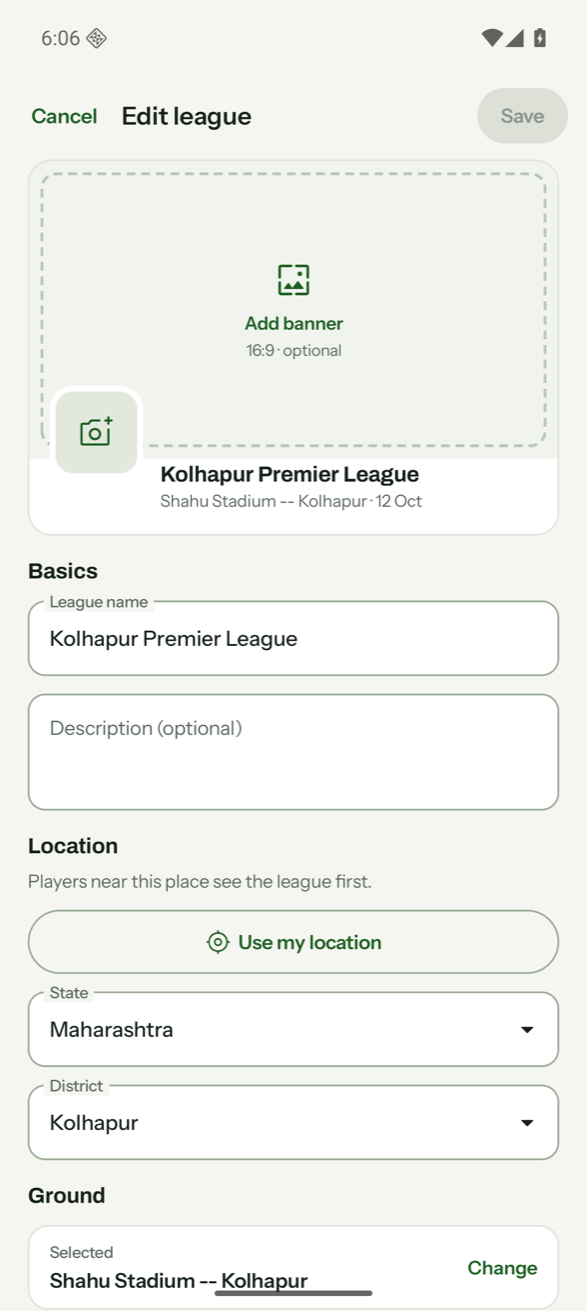 6:06
Cancel Edit league Save
Add banner
16:9 · optional
Kolhapur Premier League
Shahu Stadium -- Kolhapur · 12 Oct
Basics
League name
Kolhapur Premier League
Description (optional)
Location
Players near this place see the league first.
Use my location
State
Maharashtra
District
Kolhapur
Ground
Selected
Shahu Stadium -- Kolhapur
Change